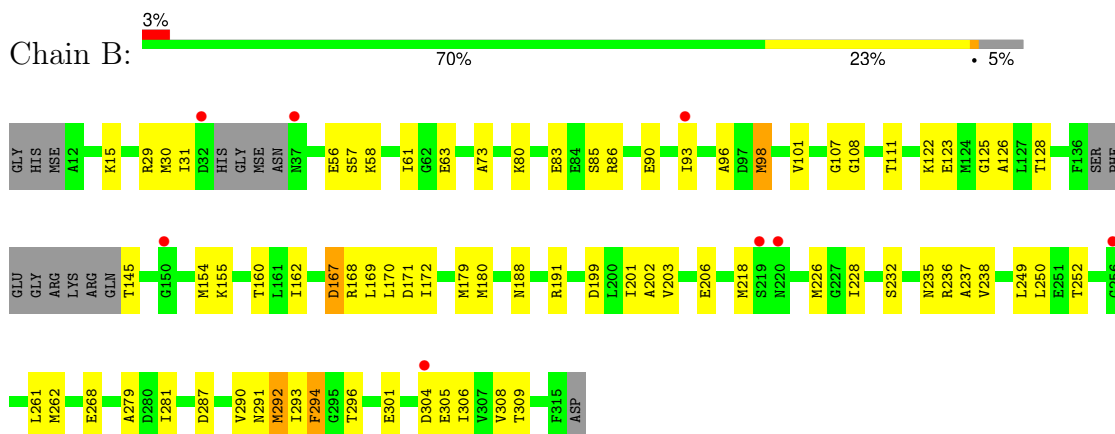 3%
Chain B:
70% 23% • 5%
GLY HIS MSE A12 K15 R29 M30 I31 D32 HIS GLY MSE ASN N37 E56 S57 K58 I61 G62 E63 A73 K80 E83 E84 S85 R86 E90 I93 A96 D97 M98 V101 G107 G108 T111 K122 E123 M124 G125 A126 L127 T128 F136 SER PHE
GLU GLY ARG LYS ARG GLN T145 G150 M154 K155 T160 L161 I162 D167 R168 L169 L170 D171 I172 M179 M180 N188 R191 D199 L200 I201 A202 V203 E206 M218 S219 N220 M226 G227 I228 S232 N235 R236 A237 V238 L249 L250 E251 T252 G256
L261 M262 E268 A279 D280 I281 D287 V290 N291 M292 I293 F294 G295 T296 E301 D304 E305 I306 V307 V308 T309 F315 ASP